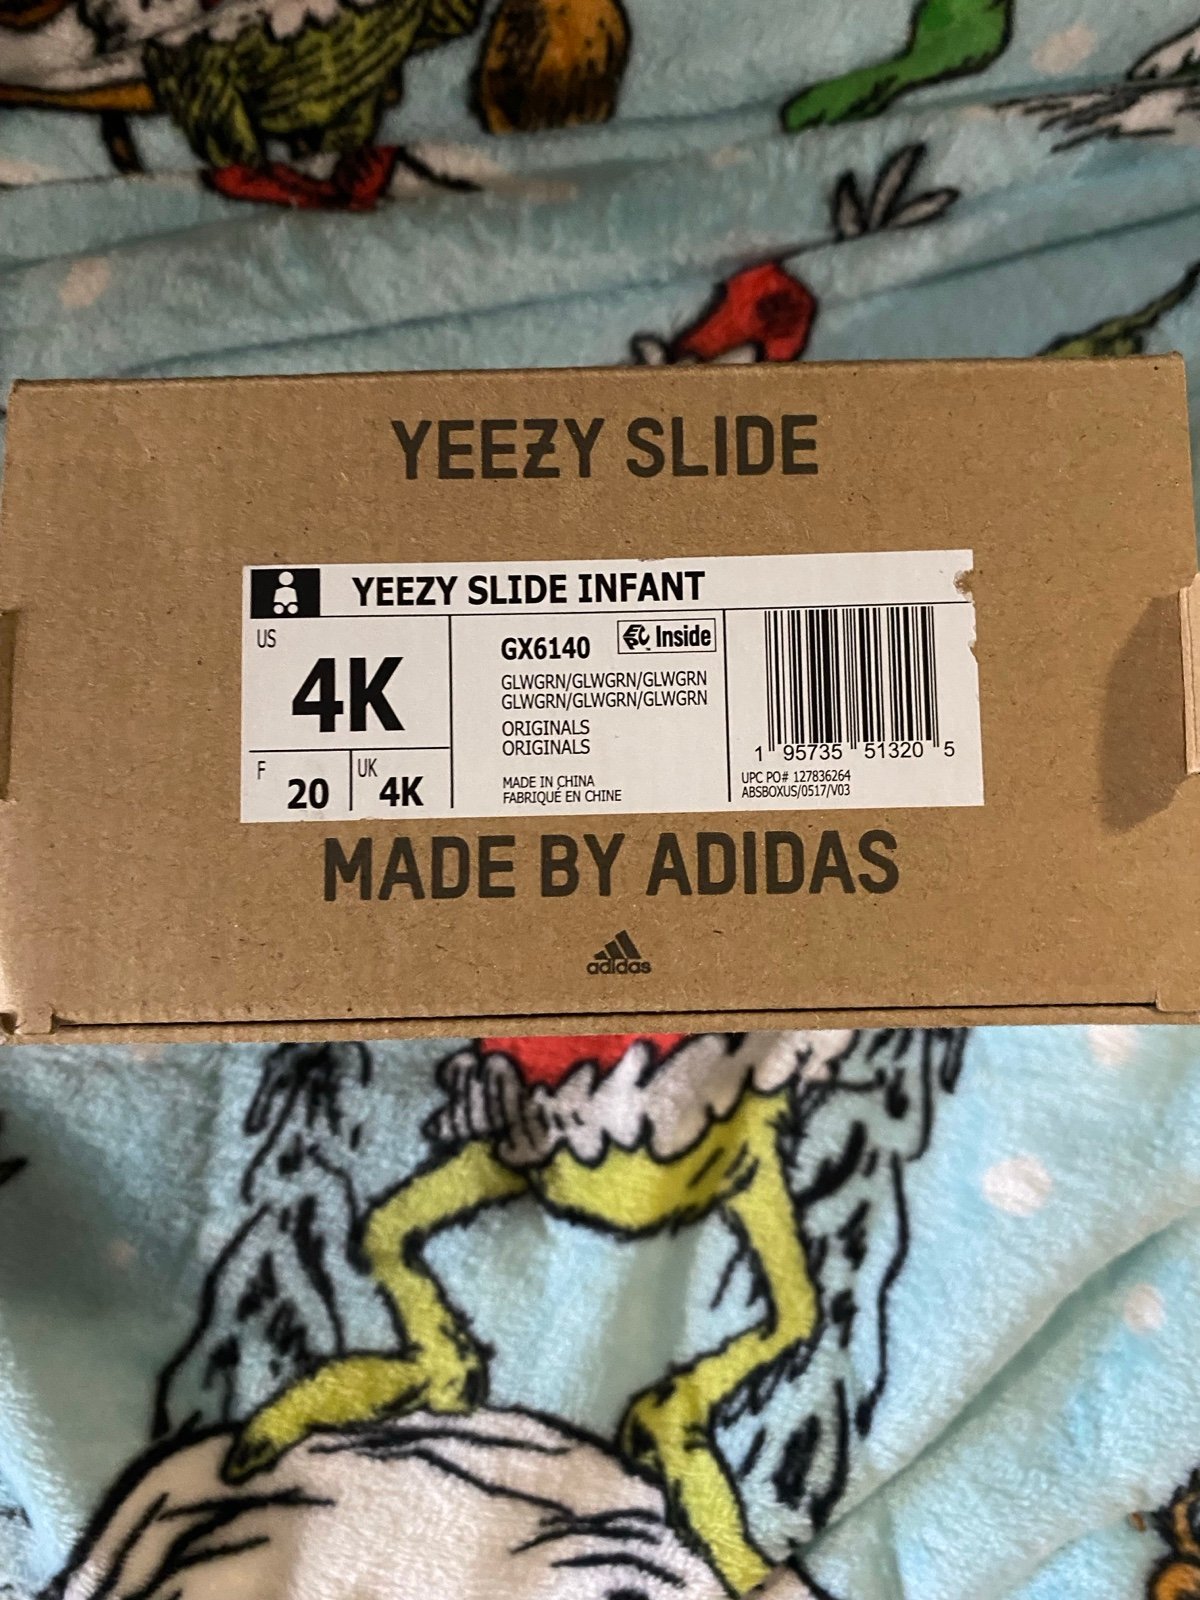 YEEZY SLIDE
YEEZY SLIDE INFANT
US
4K
F
20
UK
4K
GX6140
Inside
GLWGRN/GLWGRN/GLWGRN
GLWGRN/GLWGRN/GLWGRN
ORIGINALS
ORIGINALS
MADE IN CHINA
FABRIQUÉ EN CHINE
1 95735 51320 5
UPC PO# 127836264
ABSBOXUS/0517/V03
MADE BY ADIDAS
adidas